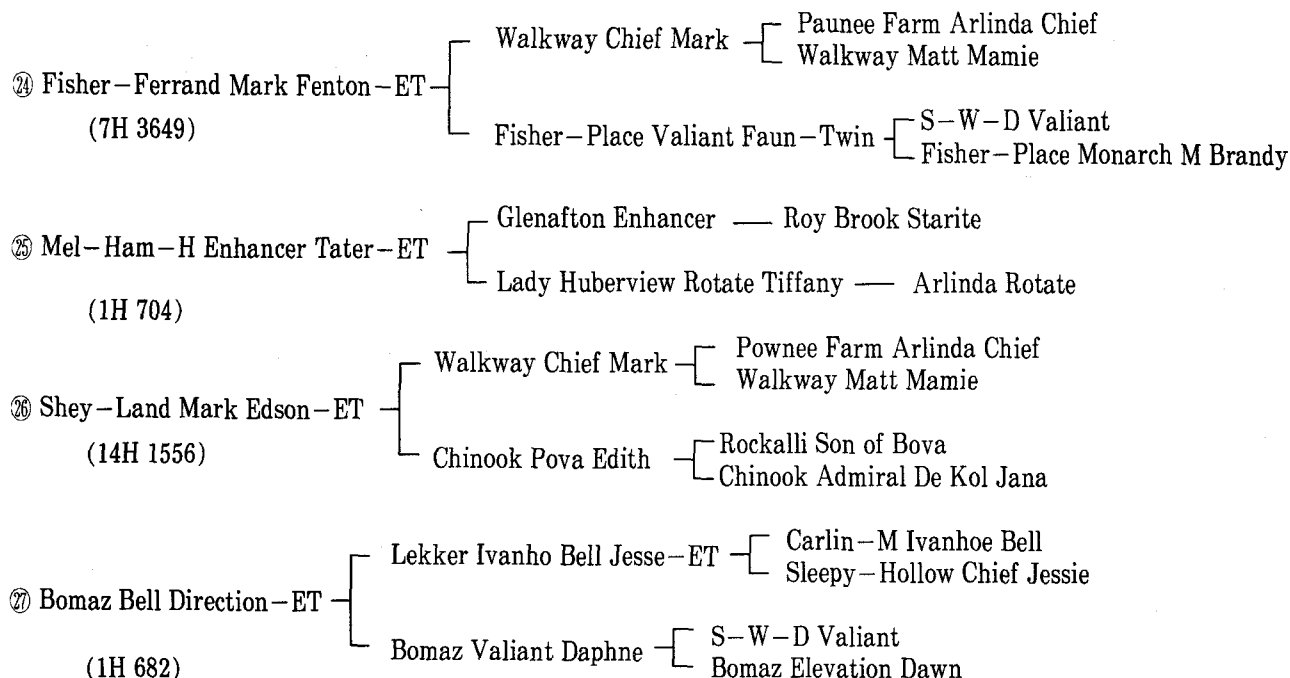 Walkway Chief Mark
Paunee Farm Arlinda Chief
Walkway Matt Mamie
㉔ Fisher−Ferrand Mark Fenton−ET
(7H 3649)
Fisher−Place Valiant Faun−Twin
S−W−D Valiant
Fisher−Place Monarch M Brandy
Glenafton Enhancer — Roy Brook Starite
㉕ Mel−Ham−H Enhancer Tater−ET
Lady Huberview Rotate Tiffany — Arlinda Rotate
(1H 704)
Walkway Chief Mark
Pownee Farm Arlinda Chief
Walkway Matt Mamie
㉖ Shey−Land Mark Edson−ET
(14H 1556)
Chinook Pova Edith
Rockalli Son of Bova
Chinook Admiral De Kol Jana
Lekker Ivanho Bell Jesse−ET
Carlin−M Ivanhoe Bell
Sleepy−Hollow Chief Jessie
㉗ Bomaz Bell Direction−ET
Bomaz Valiant Daphne
S−W−D Valiant
Bomaz Elevation Dawn
(1H 682)